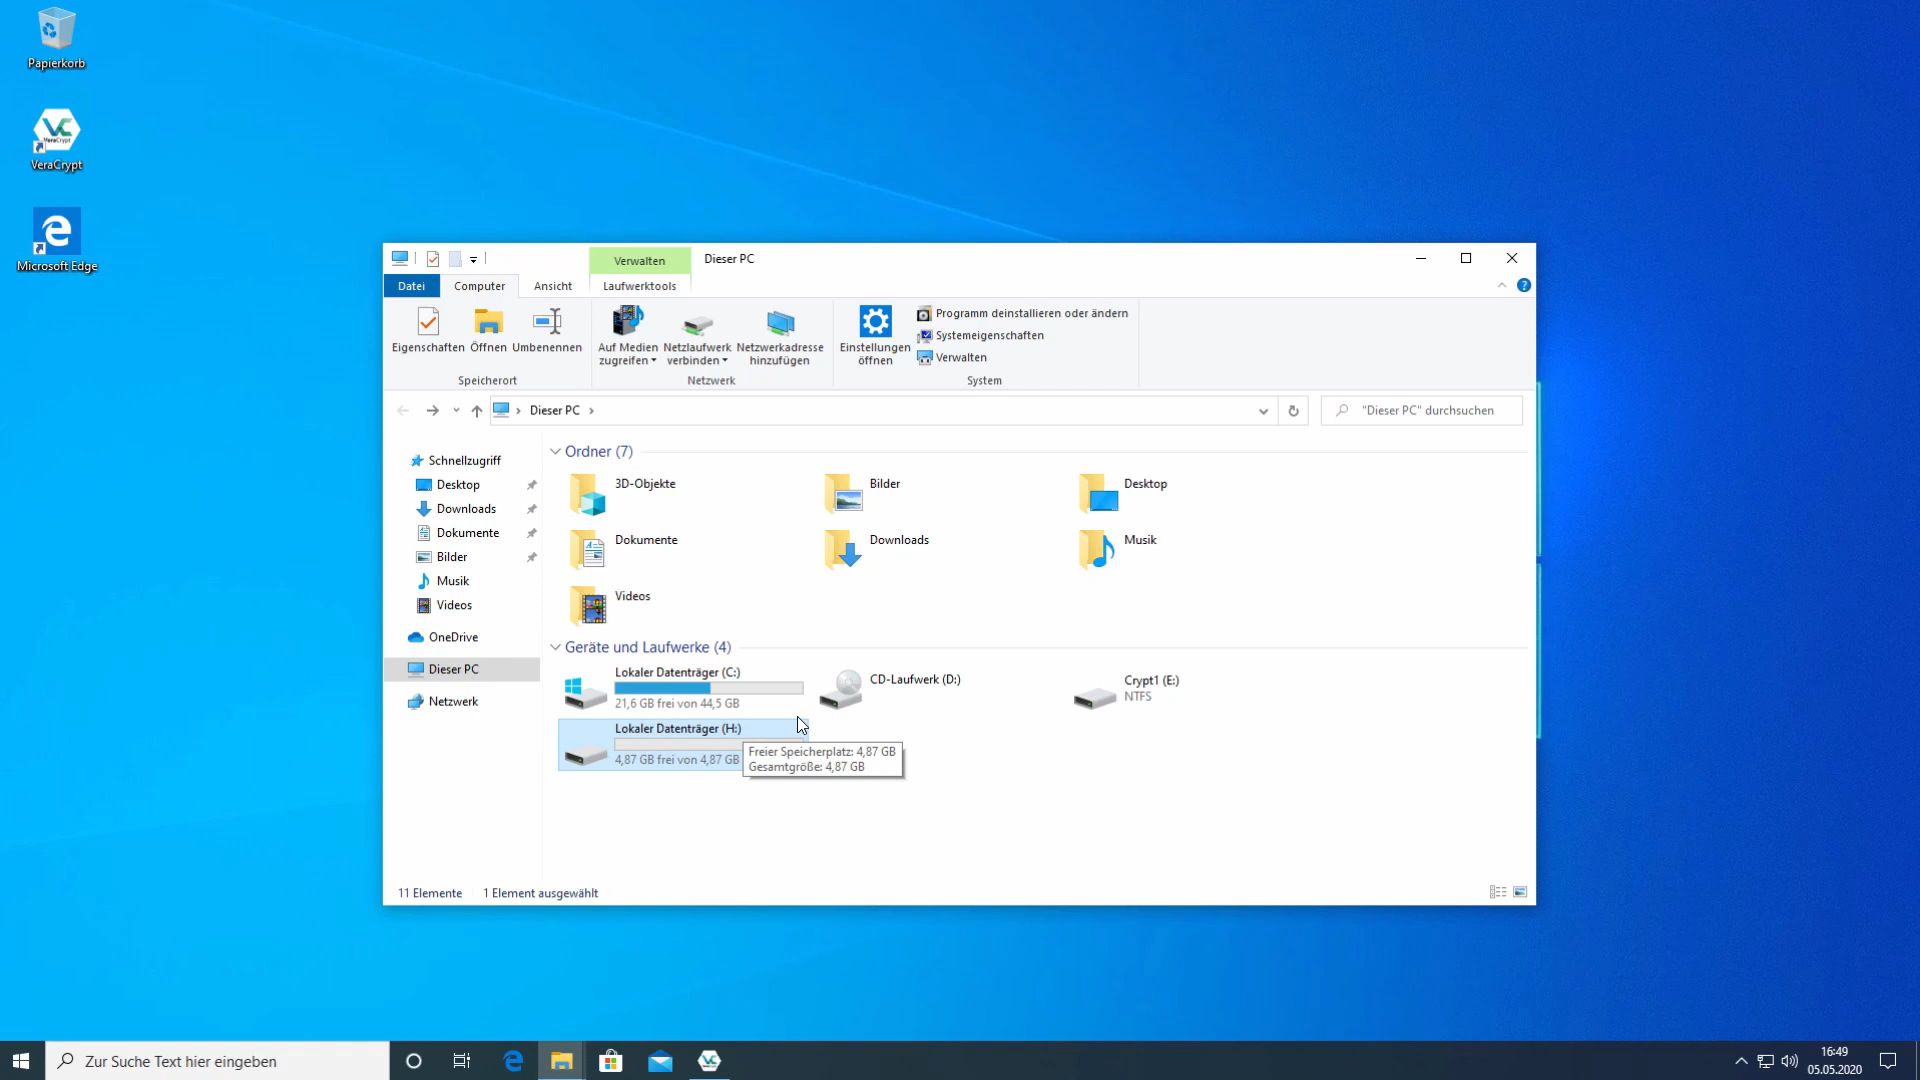 Papierkorb
VeraCrypt
VeraCrypt
Microsoft Edge
Verwalten
Dieser PC
Datei
Computer
Ansicht
Laufwerktools
Eigenschaften
Öffnen
Umbenennen
Speicherort
Auf Medien
zugreifen
Netzlaufwerk
verbinden
Netzwerkadresse
hinzufügen
Netzwerk
Einstellungen
öffnen
Programm deinstallieren oder ändern
Systemeigenschaften
Verwalten
System
Dieser PC
"Dieser PC" durchsuchen
Schnellzugriff
Desktop
Downloads
Dokumente
Bilder
Musik
Videos
OneDrive
Dieser PC
Netzwerk
Ordner (7)
3D-Objekte
Bilder
Desktop
Dokumente
Downloads
Musik
Videos
Geräte und Laufwerke (4)
Lokaler Datenträger (C:)
21,6 GB frei von 44,5 GB
CD-Laufwerk (D:)
Crypt1 (E:)
NTFS
Lokaler Datenträger (H:)
4,87 GB frei von 4,87 GB
Freier Speicherplatz: 4,87 GB
Gesamtgröße: 4,87 GB
11 Elemente
1 Element ausgewählt
Zur Suche Text hier eingeben
16:49
05.05.2020